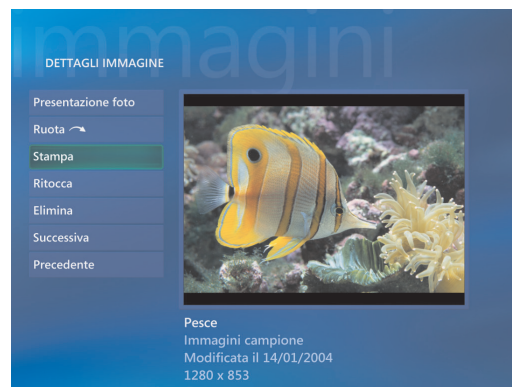 immagini
DETTAGLI IMMAGINE
Presentazione foto
Ruota
Stampa
Ritocca
Elimina
Successiva
Precedente
Pesce
Immagini campione
Modificata il 14/01/2004
1280 x 853